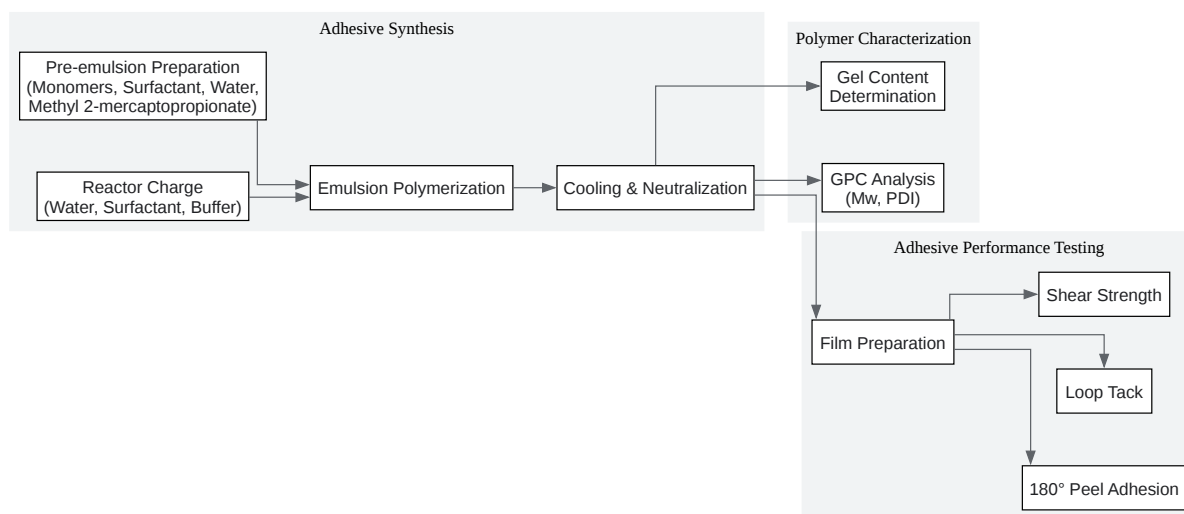 Adhesive Synthesis
Pre-emulsion Preparation
(Monomers, Surfactant, Water,
Methyl 2-mercaptopropionate)
Reactor Charge
(Water, Surfactant, Buffer)
Emulsion Polymerization
Cooling & Neutralization
Polymer Characterization
Gel Content
Determination
GPC Analysis
(Mw, PDI)
Adhesive Performance Testing
Film Preparation
Shear Strength
Loop Tack
180° Peel Adhesion